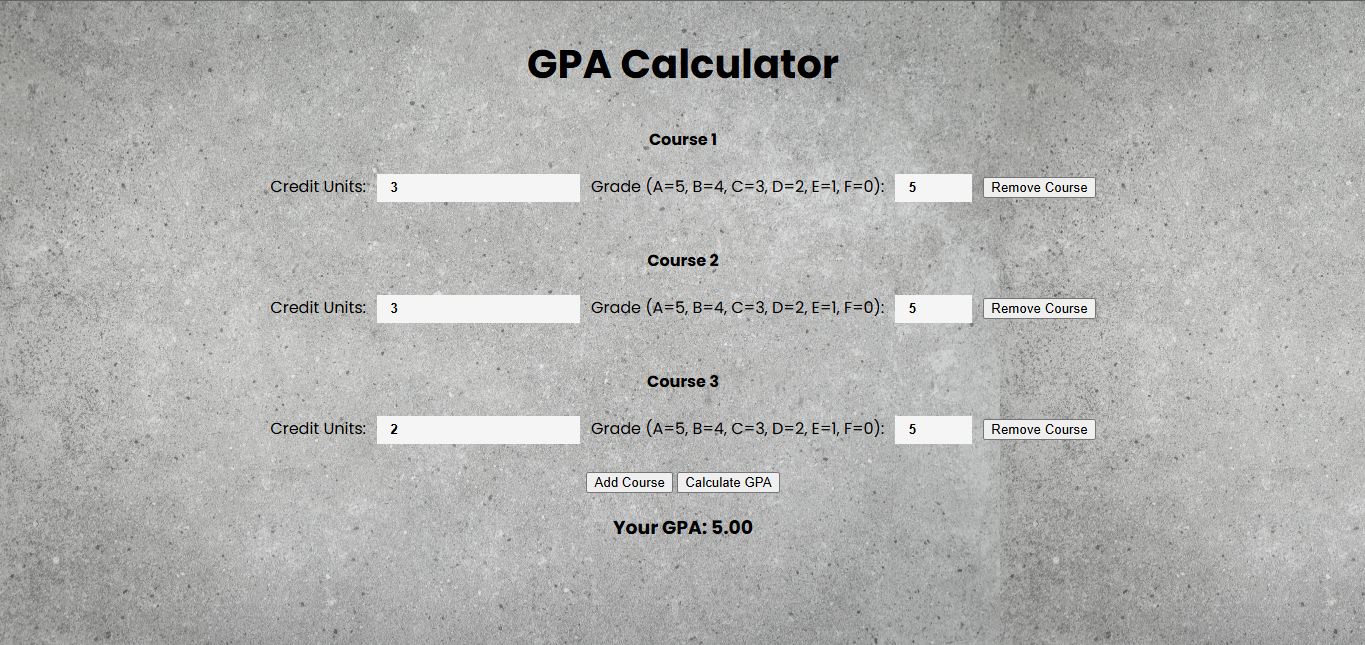 GPA Calculator
Course 1
Credit Units: 3 Grade (A=5, B=4, C=3, D=2, E=1, F=0): 5 Remove Course
Course 2
Credit Units: 3 Grade (A=5, B=4, C=3, D=2, E=1, F=0): 5 Remove Course
Course 3
Credit Units: 2 Grade (A=5, B=4, C=3, D=2, E=1, F=0): 5 Remove Course
Add Course Calculate GPA
Your GPA: 5.00